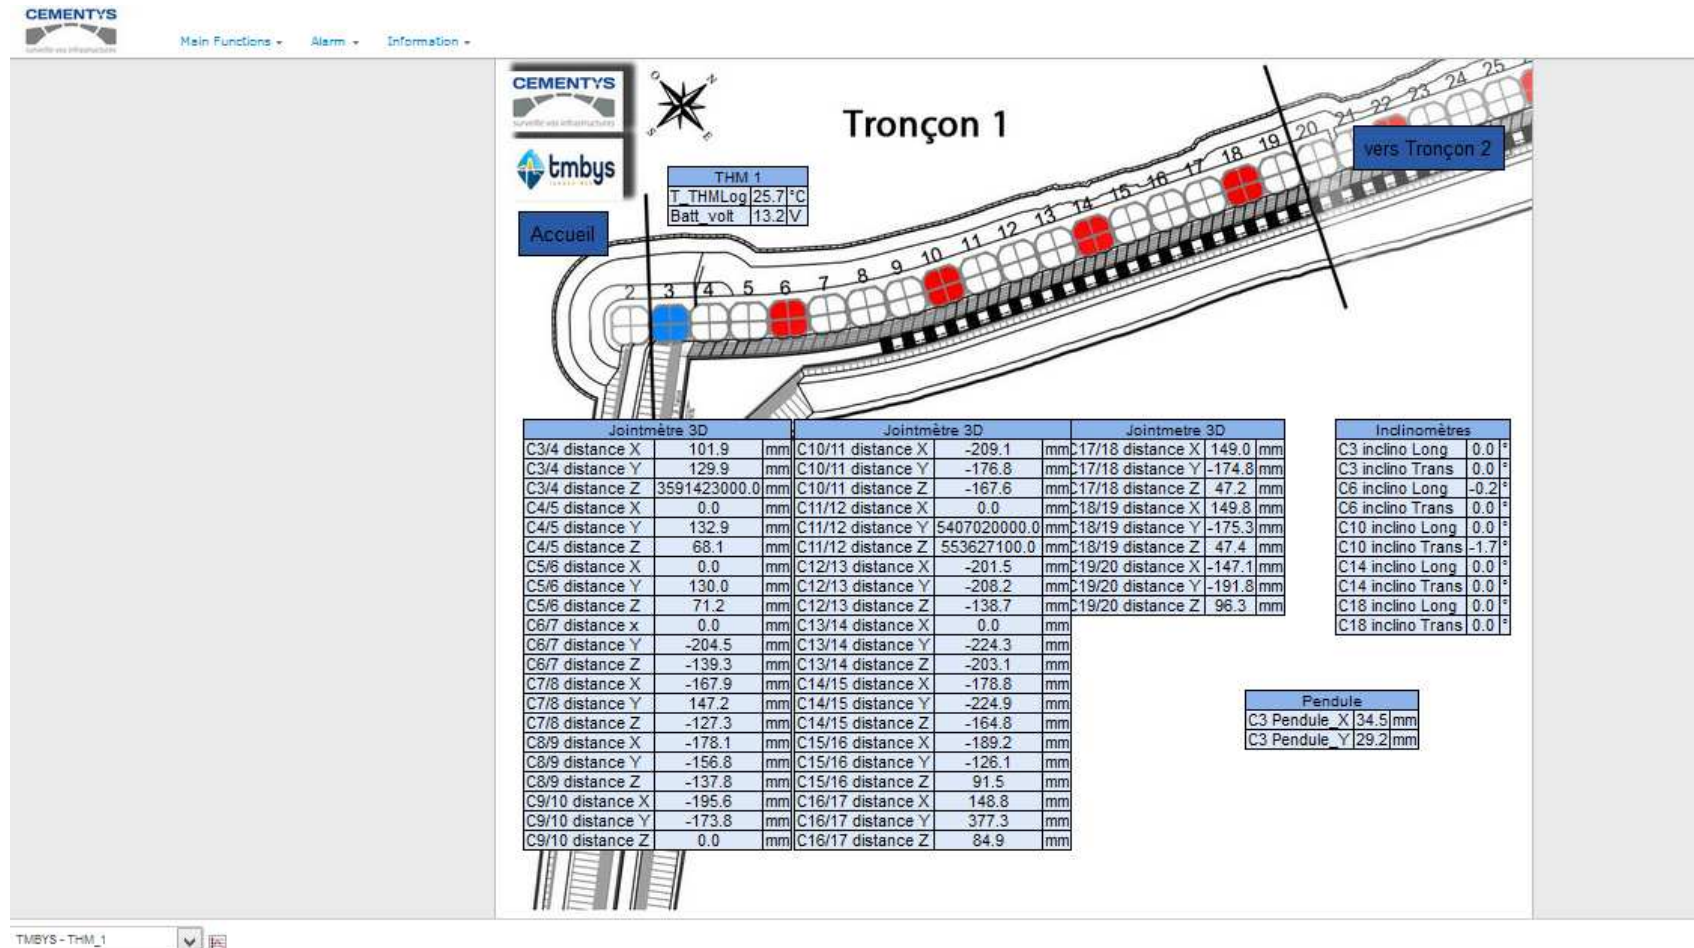 CEMENTYS
surveille vos infrastructures
Main Functions Alarm Information
CEMENTYS
surveille vos infrastructures
O N
S E
Tronçon 1
tmbys
Accueil
vers Tronçon 2
THM 1
T_THMLog 25.7 °C
Batt_volt 13.2 V
2 3 4 5 6 7 8 9 10 11 12 13 14 15 16 17 18 19 20 21 22 23 24 25
Jointmètre 3D
C3/4 distance X 101.9 mm
C3/4 distance Y 129.9 mm
C3/4 distance Z 3591423000.0 mm
C4/5 distance X 0.0 mm
C4/5 distance Y 132.9 mm
C4/5 distance Z 68.1 mm
C5/6 distance X 0.0 mm
C5/6 distance Y 130.0 mm
C5/6 distance Z 71.2 mm
C6/7 distance x 0.0 mm
C6/7 distance Y -204.5 mm
C6/7 distance Z -139.3 mm
C7/8 distance X -167.9 mm
C7/8 distance Y 147.2 mm
C7/8 distance Z -127.3 mm
C8/9 distance X -178.1 mm
C8/9 distance Y -156.8 mm
C8/9 distance Z -137.8 mm
C9/10 distance X -195.6 mm
C9/10 distance Y -173.8 mm
C9/10 distance Z 0.0 mm
Jointmètre 3D
C10/11 distance X -209.1 mm
C10/11 distance Y -176.8 mm
C10/11 distance Z -167.6 mm
C11/12 distance X 0.0 mm
C11/12 distance Y 5407020000.0 mm
C11/12 distance Z 553627100.0 mm
C12/13 distance X -201.5 mm
C12/13 distance Y -208.2 mm
C12/13 distance Z -138.7 mm
C13/14 distance X 0.0 mm
C13/14 distance Y -224.3 mm
C13/14 distance Z -203.1 mm
C14/15 distance X -178.8 mm
C14/15 distance Y -224.9 mm
C14/15 distance Z -164.8 mm
C15/16 distance X -189.2 mm
C15/16 distance Y -126.1 mm
C15/16 distance Z 91.5 mm
C16/17 distance X 148.8 mm
C16/17 distance Y 377.3 mm
C16/17 distance Z 84.9 mm
Jointmetre 3D
C17/18 distance X 149.0 mm
C17/18 distance Y -174.8 mm
C17/18 distance Z 47.2 mm
C18/19 distance X 149.8 mm
C18/19 distance Y -175.3 mm
C18/19 distance Z 47.4 mm
C19/20 distance X -147.1 mm
C19/20 distance Y -191.8 mm
C19/20 distance Z 96.3 mm
Inclinomètres
C3 inclino Long 0.0 °
C3 inclino Trans 0.0 °
C6 inclino Long -0.2 °
C6 inclino Trans 0.0 °
C10 inclino Long 0.0 °
C10 inclino Trans -1.7 °
C14 inclino Long 0.0 °
C14 inclino Trans 0.0 °
C18 inclino Long 0.0 °
C18 inclino Trans 0.0 °
Pendule
C3 Pendule_X 34.5 mm
C3 Pendule_Y 29.2 mm
TMBYS - THM_1